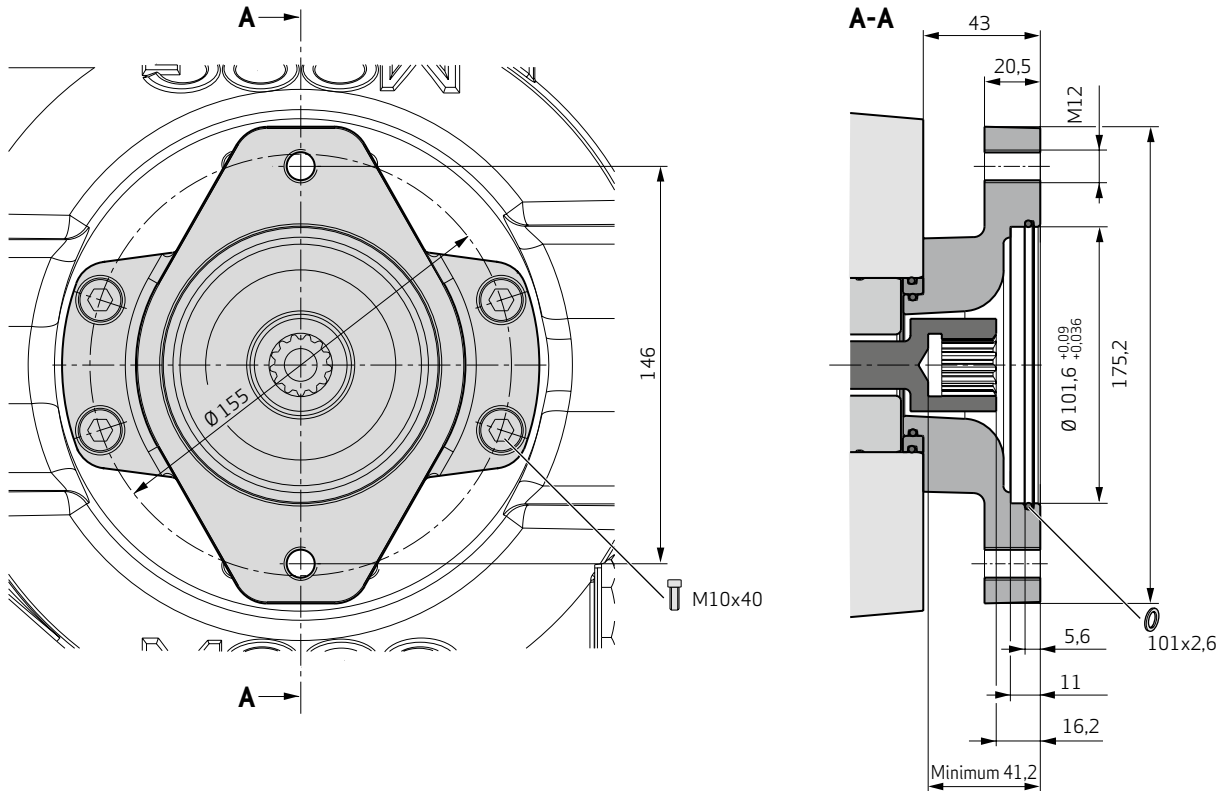 A
Ø 155
146
M10x40
A
A-A
43
20,5
M12
Ø 101,6 +0,09 +0,036
175,2
101x2,6
5,6
11
16,2
Minimum 41,2